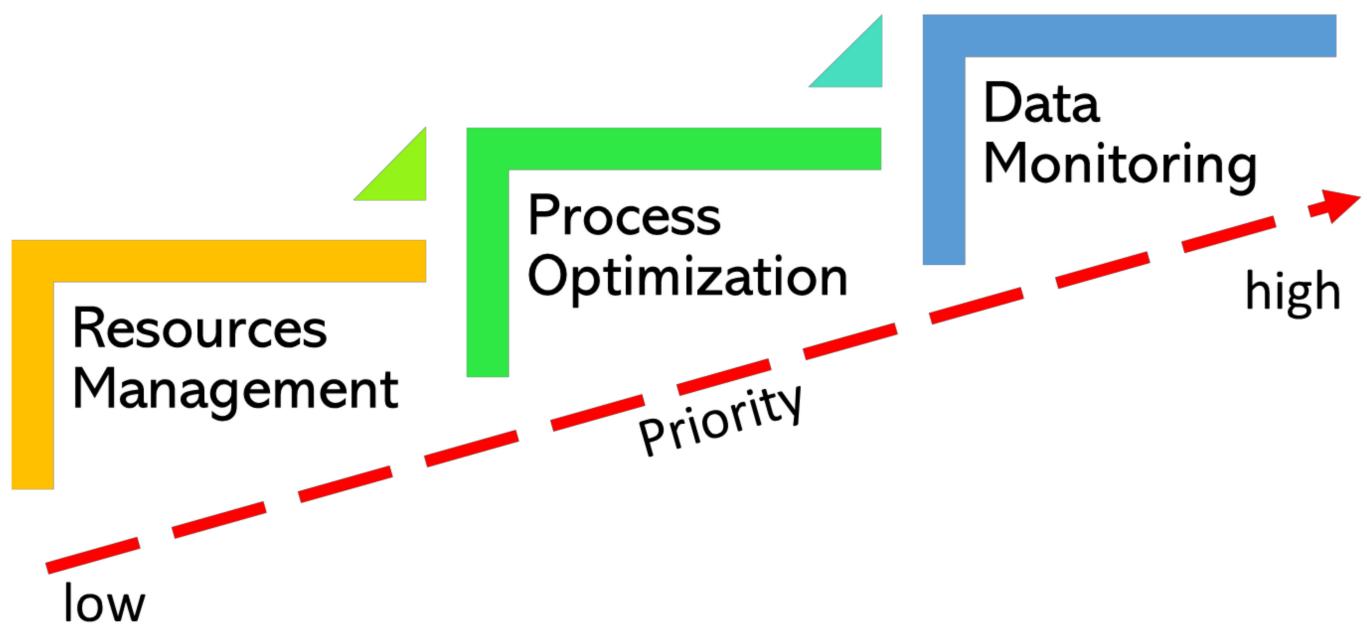 Resources
Management
Process
Optimization
Data
Monitoring
low
Priority
high